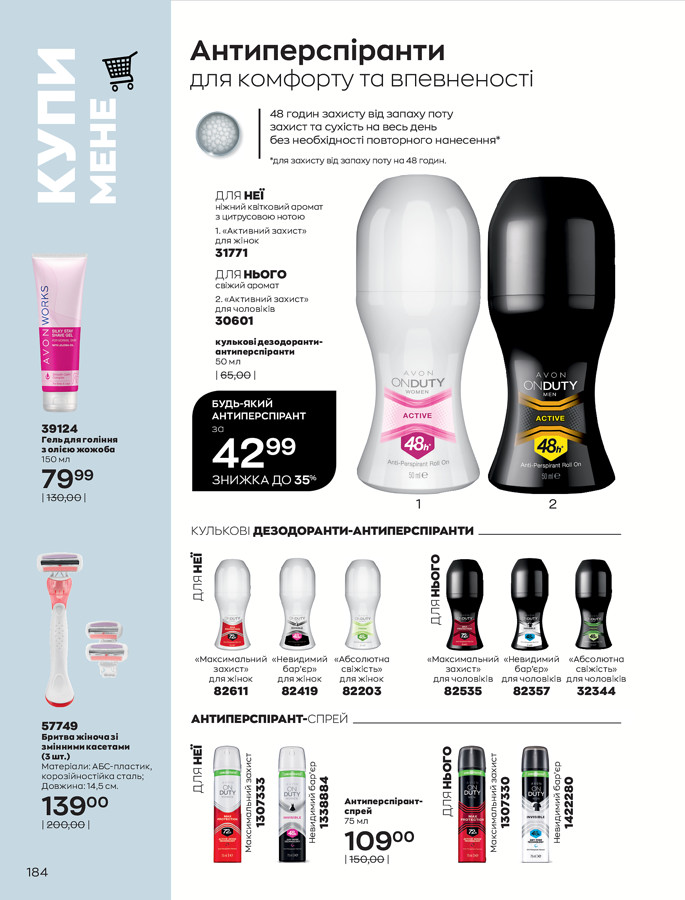 КУПИ
МЕНЕ
Антиперспіранти
для комфорту та впевненості
48 годин захисту від запаху поту
захист та сухість на весь день
без необхідності повторного нанесення*
*для захисту від запаху поту на 48 годин.
ДЛЯ НЕЇ
ніжний квітковий аромат
з цитрусовою нотою
1. «Активний захист»
для жінок
31771
ДЛЯ НЬОГО
свіжий аромат
2. «Активний захист»
для чоловіків
30601
кулькові дезодоранти-
антиперспіранти
50 мл
| 65,00 |
БУДЬ-ЯКИЙ
АНТИПЕРСПІРАНТ
за
42 99
ЗНИЖКА ДО 35%
AVON
ONDUTY
WOMEN
ACTIVE
48h*
Anti-Perspirant Roll On
50 ml e
1
AVON
ONDUTY
MEN
ACTIVE
48h*
Anti-Perspirant Roll On
50 ml e
2
AVON WORKS
39124
Гель для гоління
з олією жожоба
150 мл
79 99
| 130,00 |
57749
Бритва жіноча зі
змінними касетами
(3 шт.)
Матеріали: АБС-пластик,
корозійностійка сталь;
Довжина: 14,5 см.
139 00
| 200,00 |
КУЛЬКОВІ ДЕЗОДОРАНТИ-АНТИПЕРСПІРАНТИ
ДЛЯ НЕЇ
«Максимальний
захист»
для жінок
82611
«Невидимий
бар'єр»
для жінок
82419
«Абсолютна
свіжість»
для жінок
82203
ДЛЯ НЬОГО
«Максимальний
захист»
для чоловіків
82535
«Невидимий
бар'єр»
для чоловіків
82357
«Абсолютна
свіжість»
для чоловіків
32344
АНТИПЕРСПІРАНТ-СПРЕЙ
ДЛЯ НЕЇ
ON
DUTY
72h
Максимальний захист
1307333
ON
DUTY
INVISIBLE
Невидимий бар'єр
1338884
Антиперспірант-
спрей
75 мл
109 00
| 150,00 |
ДЛЯ НЬОГО
ON
DUTY
72h
Максимальний захист
1307330
ON
DUTY
INVISIBLE
Невидимий бар'єр
1422280
184